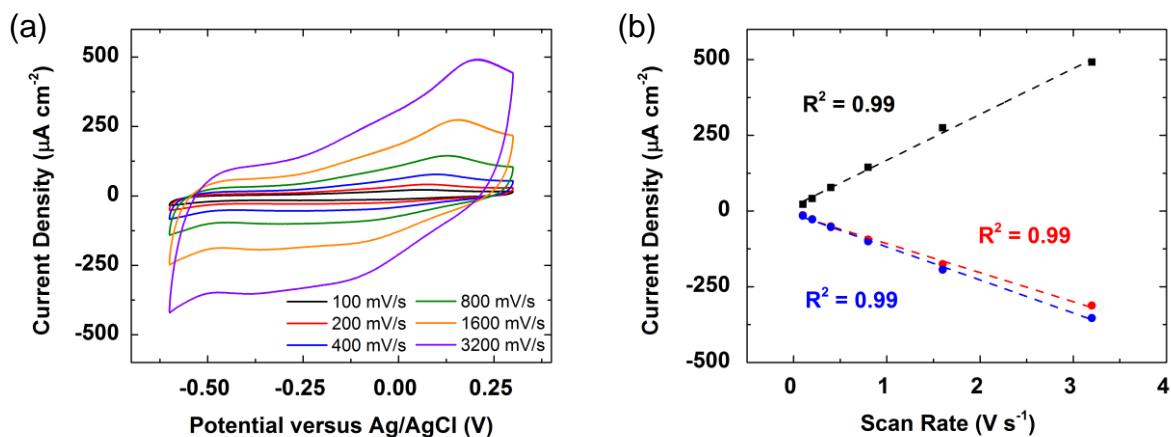 (a)
500
250
0
-250
-500
Current Density (µA cm⁻²)
100 mV/s
200 mV/s
400 mV/s
800 mV/s
1600 mV/s
3200 mV/s
-0.50
-0.25
0.00
0.25
Potential versus Ag/AgCl (V)
(b)
500
250
0
-250
-500
Current Density (µA cm⁻²)
R² = 0.99
R² = 0.99
R² = 0.99
0
1
2
3
4
Scan Rate (V s⁻¹)